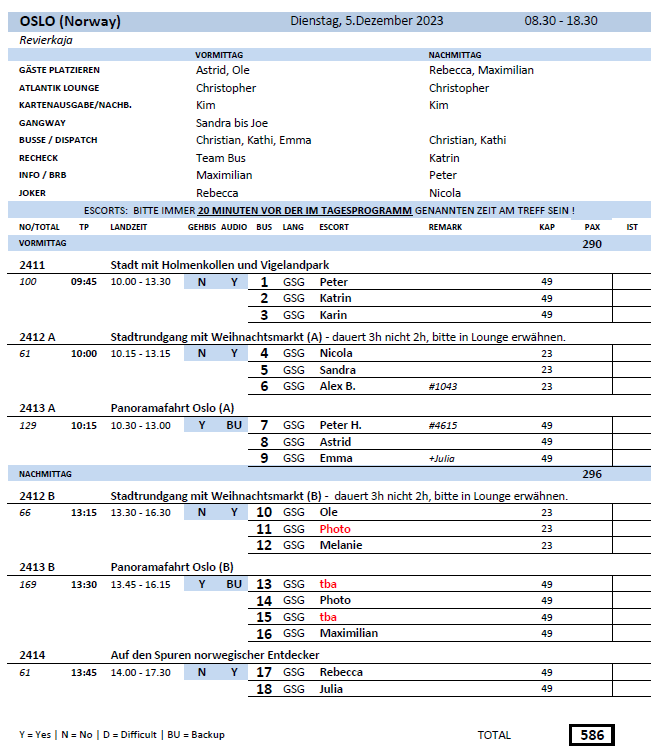 OSLO (Norway) Dienstag, 5.Dezember 2023 08.30 - 18.30
Revierkaja
VORMITTAG NACHMITTAG
GÄSTE PLATZIEREN Astrid, Ole Rebecca, Maximilian
ATLANTIK LOUNGE Christopher Christopher
KARTENAUSGABE/NACHB. Kim Kim
GANGWAY Sandra bis Joe
BUSSE / DISPATCH Christian, Kathi, Emma Christian, Kathi
RECHECK Team Bus Katrin
INFO / BRB Maximilian Peter
JOKER Rebecca Nicola
ESCORTS: BITTE IMMER 20 MINUTEN VOR DER IM TAGESPROGRAMM GENANNTEN ZEIT AM TREFF SEIN !
NO/TOTAL TP LANDZEIT GEHBIS AUDIO BUS LANG ESCORT REMARK KAP PAX IST
VORMITTAG 290
2411 Stadt mit Holmenkollen und Vigelandpark
100 09:45 10.00 - 13.30 N Y 1 GSG Peter 49
2 GSG Katrin 49
3 GSG Karin 49
2412 A Stadtrundgang mit Weihnachtsmarkt (A) - dauert 3h nicht 2h, bitte in Lounge erwähnen.
61 10:00 10.15 - 13.15 N Y 4 GSG Nicola 23
5 GSG Sandra 23
6 GSG Alex B. #1043 23
2413 A Panoramafahrt Oslo (A)
129 10:15 10.30 - 13.00 Y BU 7 GSG Peter H. #4615 49
8 GSG Astrid 49
9 GSG Emma +Julia 49
NACHMITTAG 296
2412 B Stadtrundgang mit Weihnachtsmarkt (B) - dauert 3h nicht 2h, bitte in Lounge erwähnen.
66 13:15 13.30 - 16.30 N Y 10 GSG Ole 23
11 GSG Photo 23
12 GSG Melanie 23
2413 B Panoramafahrt Oslo (B)
169 13:30 13.45 - 16.15 Y BU 13 GSG tba 49
14 GSG Photo 49
15 GSG tba 49
16 GSG Maximilian 49
2414 Auf den Spuren norwegischer Entdecker
61 13:45 14.00 - 17.30 N Y 17 GSG Rebecca 49
18 GSG Julia 49
Y = Yes | N = No | D = Difficult | BU = Backup TOTAL 586